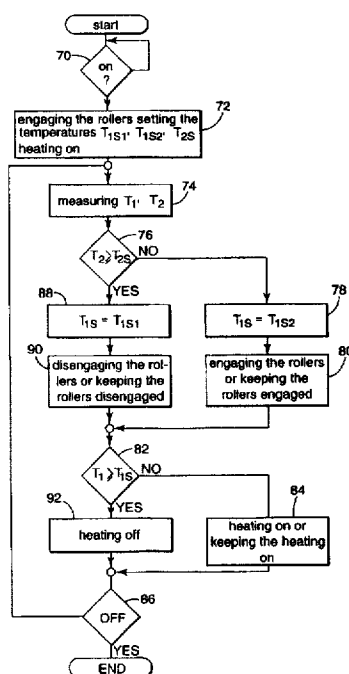 start
70
on
?
72
engaging the rollers setting the
temperatures T1S1, T1S2, T2S
heating on
74
measuring T1, T2
76
T2⩾T2S
NO
YES
88
78
T1S = T1S1
T1S = T1S2
90
80
disengaging the rol-
lers or keeping the
rollers disengaged
engaging the rollers
or keeping the
rollers engaged
82
T1⩾T1S
NO
YES
92
84
heating off
heating on or
keeping the heating
on
86
OFF
YES
END